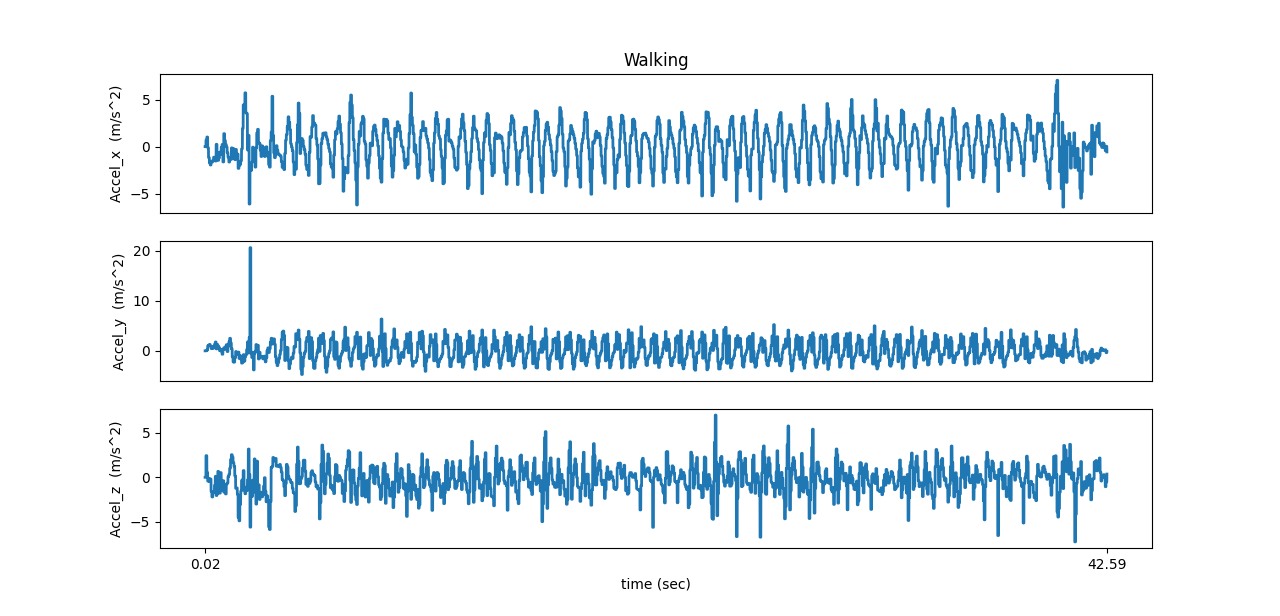 Walking
Accel_x (m/s^2)
5
0
−5
Accel_y (m/s^2)
20
10
0
Accel_z (m/s^2)
5
0
−5
0.02
42.59
time (sec)